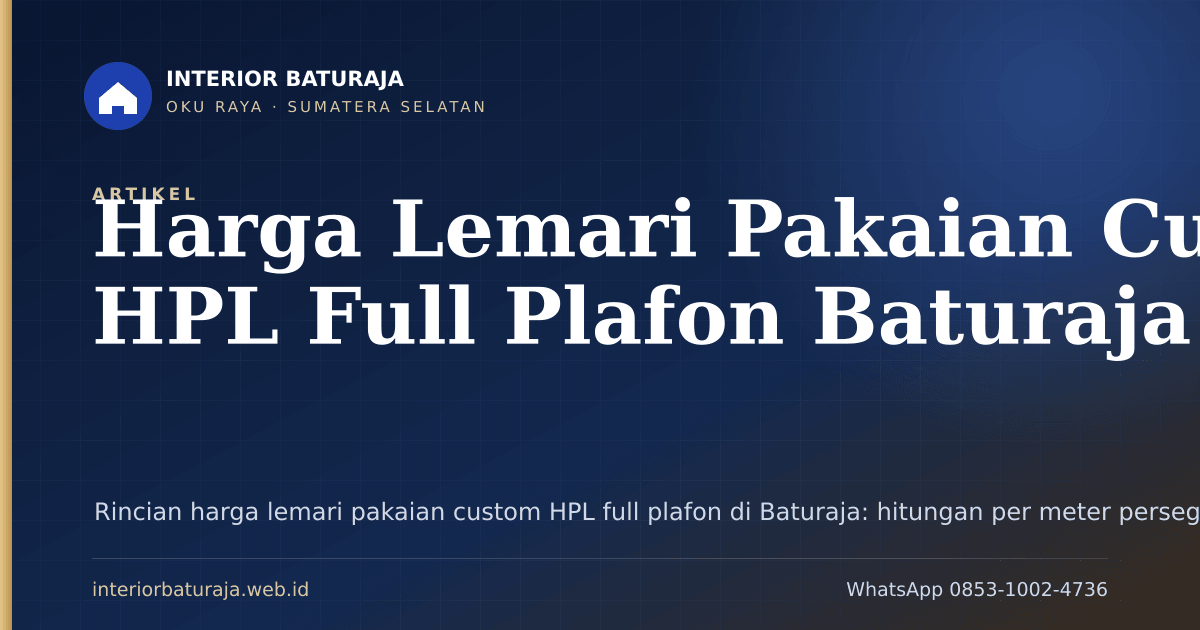 INTERIOR BATURAJA
OKU RAYA · SUMATERA SELATAN
ARTIKEL
Harga Lemari Pakaian Cu
HPL Full Plafon Baturaja
Rincian harga lemari pakaian custom HPL full plafon di Baturaja: hitungan per meter perseg
interiorbaturaja.web.id
WhatsApp 0853-1002-4736